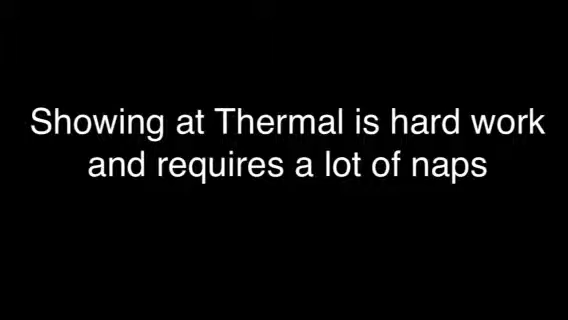 Showing at Thermal is hard work
and requires a lot of naps